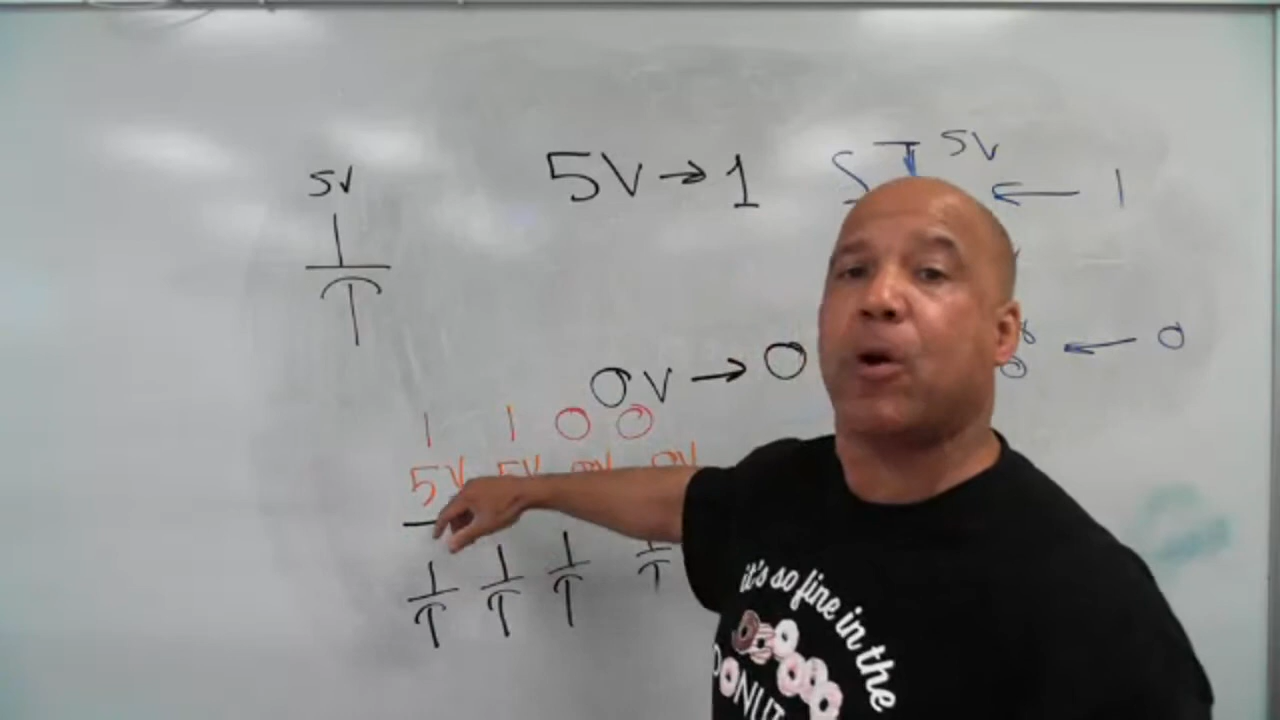 5V → 1
5V
5V
← 1
0V → 0
← 0
1 1 0 0
5V 5V 0V 0V
it's so fine in the
DONUT